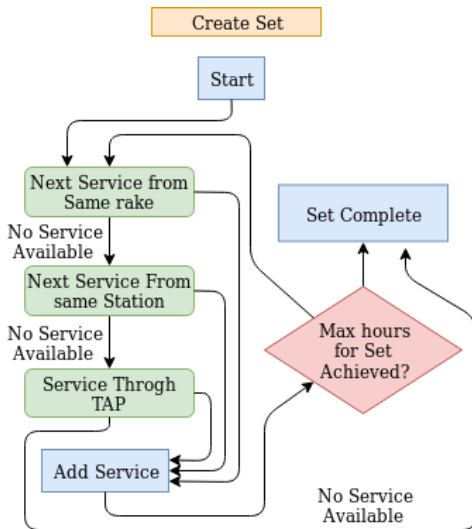 Create Set
Start
Next Service from
Same rake
No Service
Available
Next Service From
same Station
No Service
Available
Service Throgh
TAP
Add Service
Set Complete
Max hours
for Set
Achieved?
No Service
Available